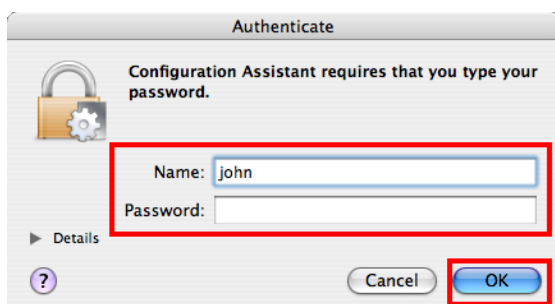 Authenticate
Configuration Assistant requires that you type your
password.
Name: john
Password:
Details
? Cancel OK